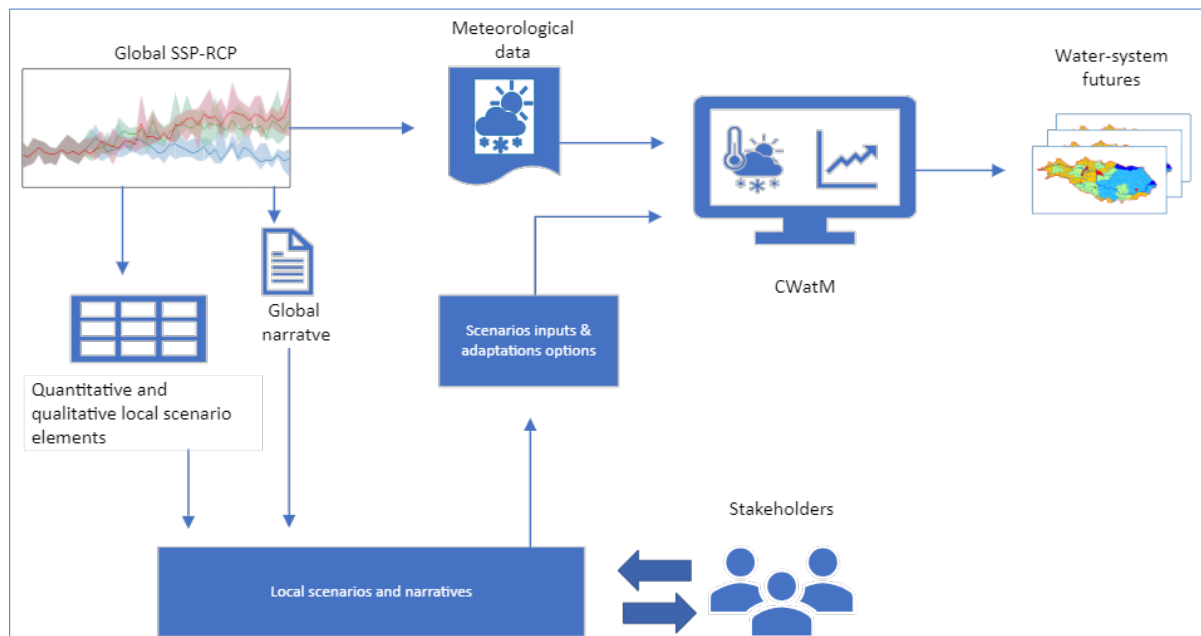 Global SSP-RCP
Meteorological
data
Water-system
futures
Global
narratve
CWatM
Scenarios inputs &
adaptations options
Quantitative and
qualitative local scenario
elements
Stakeholders
Local scenarios and narratives